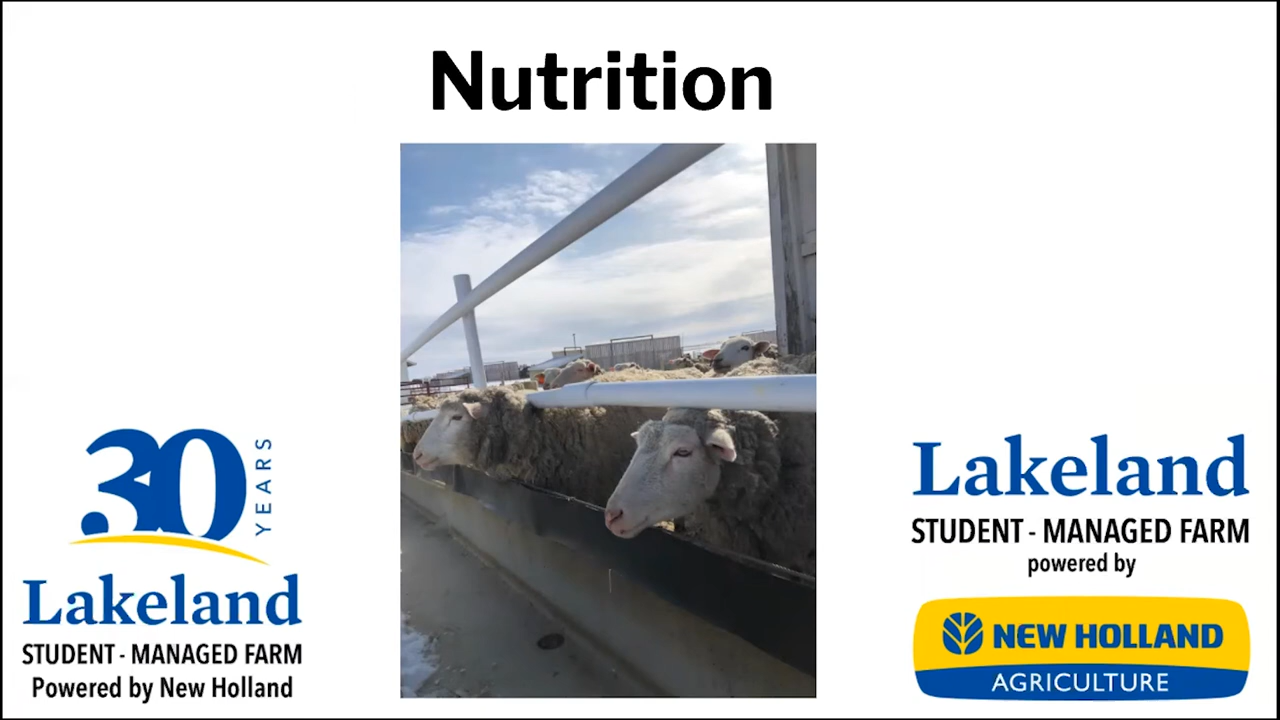 Nutrition
30
YEARS
Lakeland
STUDENT - MANAGED FARM
Powered by New Holland
Lakeland
STUDENT - MANAGED FARM
powered by
NEW HOLLAND
AGRICULTURE